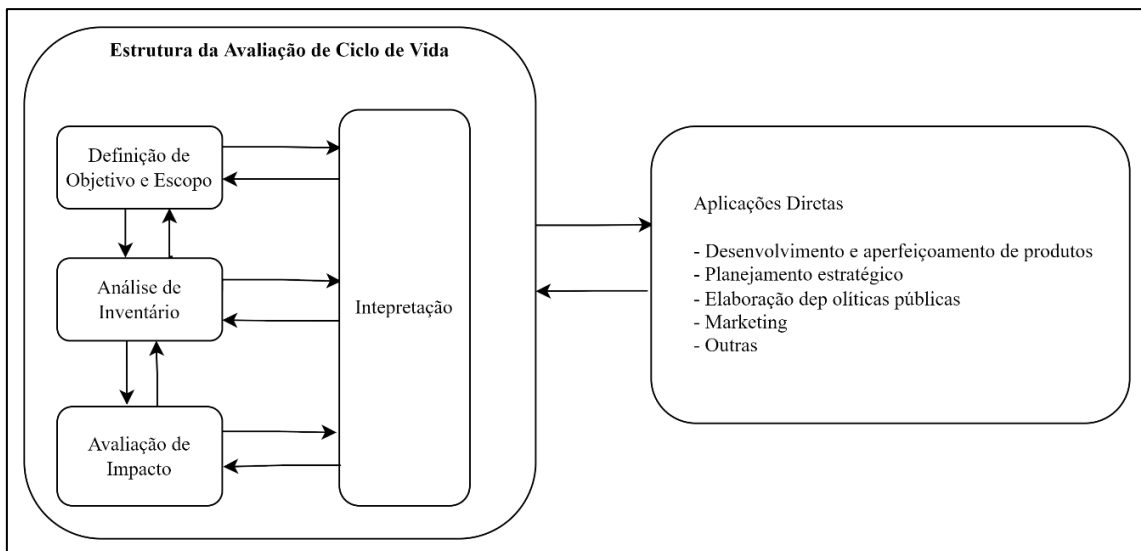 Estrutura da Avaliação de Ciclo de Vida
Definição de
Objetivo e Escopo
Análise de
Inventário
Avaliação de
Impacto
Intepretação
Aplicações Diretas
- Desenvolvimento e aperfeiçoamento de produtos
- Planejamento estratégico
- Elaboração dep olíticas públicas
- Marketing
- Outras